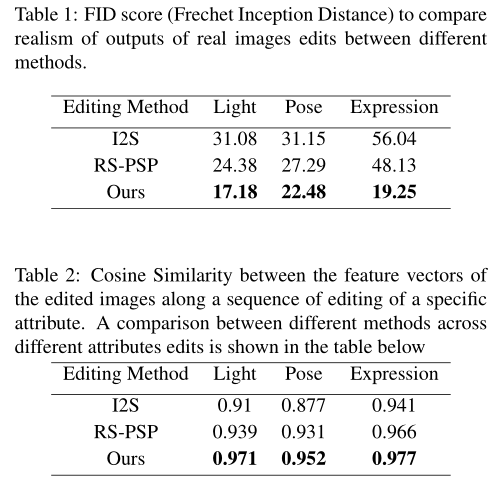 Table 1: FID score (Frechet Inception Distance) to compare
realism of outputs of real images edits between different
methods.
Editing Method Light Pose Expression
I2S 31.08 31.15 56.04
RS-PSP 24.38 27.29 48.13
Ours 17.18 22.48 19.25
Table 2: Cosine Similarity between the feature vectors of
the edited images along a sequence of editing of a specific
attribute. A comparison between different methods across
different attributes edits is shown in the table below
Editing Method Light Pose Expression
I2S 0.91 0.877 0.941
RS-PSP 0.939 0.931 0.966
Ours 0.971 0.952 0.977